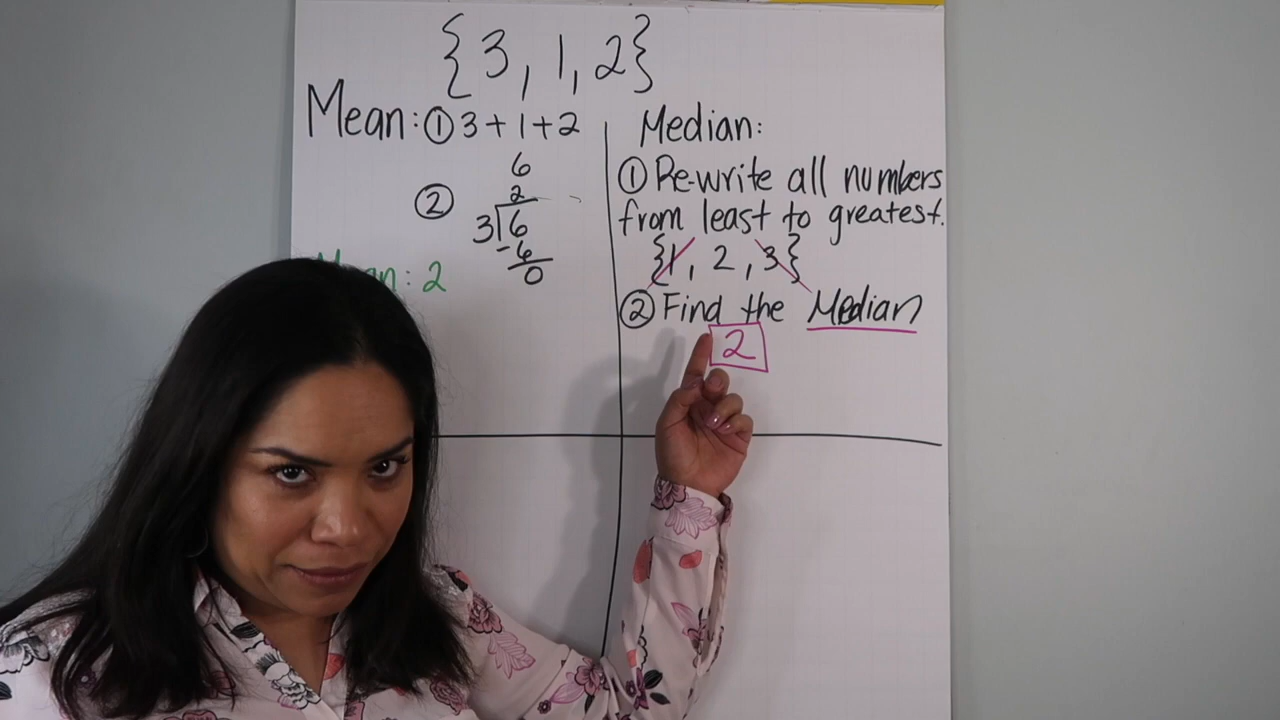 {3, 1, 2}
Mean: ① 3 + 1 + 2
6
② 2
3 6
-6
0
Mean: 2
Median:
① Re-write all numbers
from least to greatest.
{1, 2, 3}
② Find the Median
2